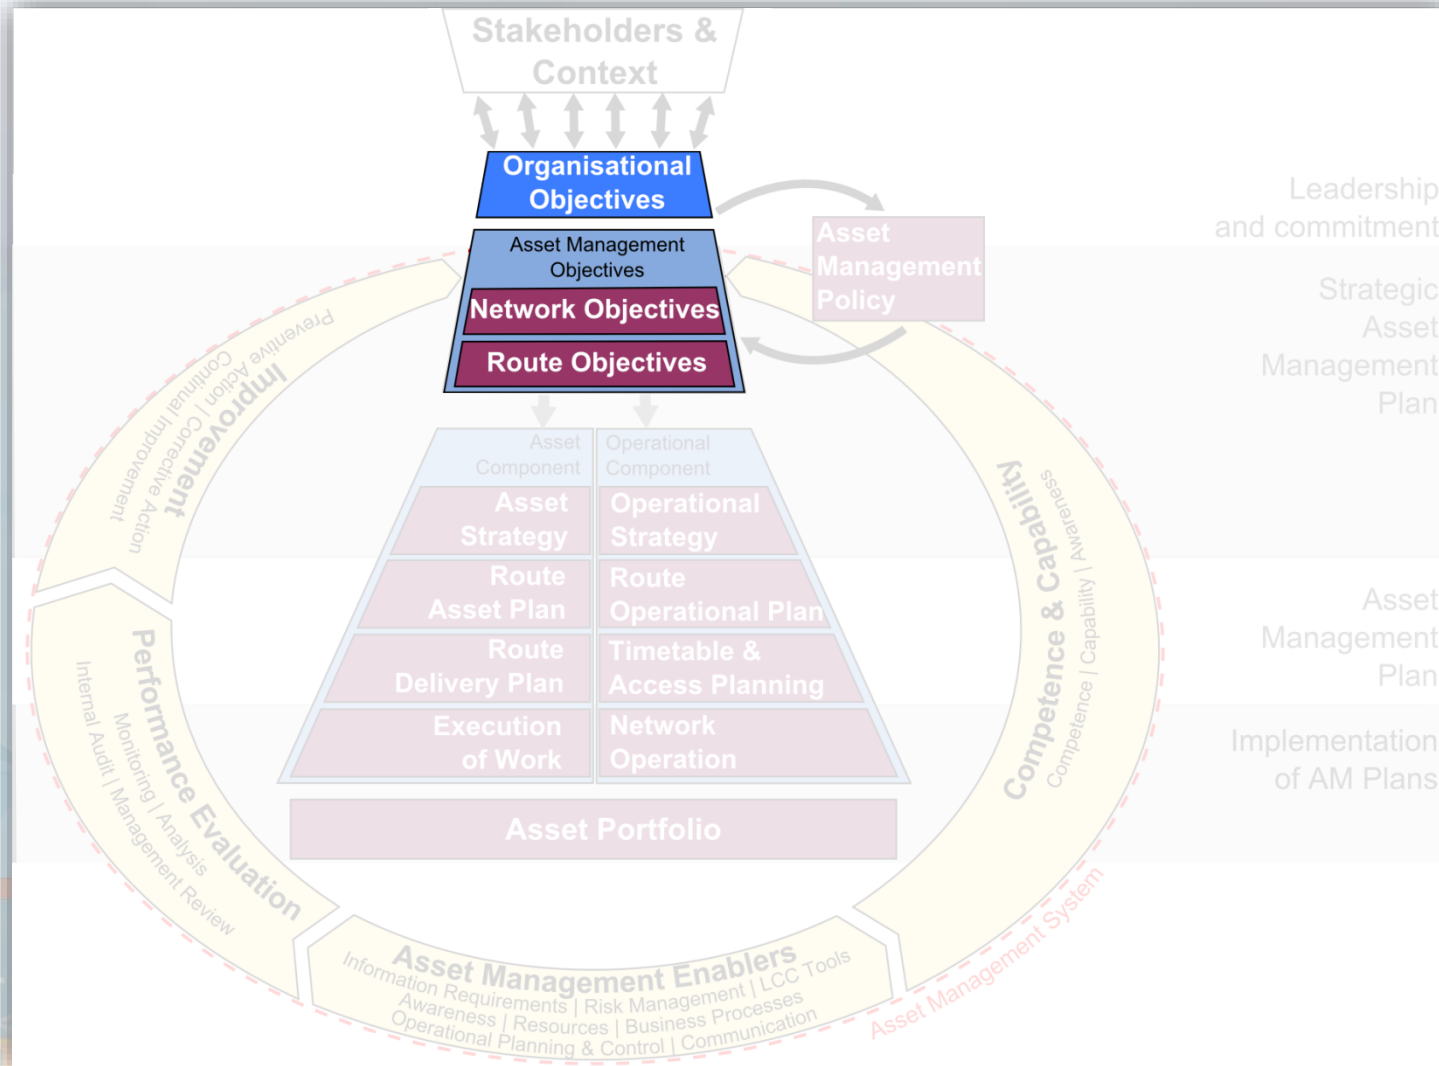 Stakeholders &
Context
Organisational
Objectives
Asset Management
Objectives
Network Objectives
Route Objectives
Asset
Management
Policy
Leadership
and commitment
Strategic
Asset
Management
Plan
Asset
Management
Plan
Implementation
of AM Plans
Asset
Component
Operational
Component
Asset
Strategy
Operational
Strategy
Route
Asset Plan
Route
Operational Plan
Route
Delivery Plan
Timetable &
Access Planning
Execution
of Work
Network
Operation
Asset Portfolio
Improvement
Preventive Action | Corrective Action
Continual Improvement
Performance Evaluation
Monitoring | Analysis
Internal Audit | Management Review
Asset Management Enablers
Information Requirements | Risk Management | LCC Tools
Awareness | Resources | Business Processes
Operational Planning & Control | Communication
Competence & Capability
Competence | Capability | Awareness
Asset Management System